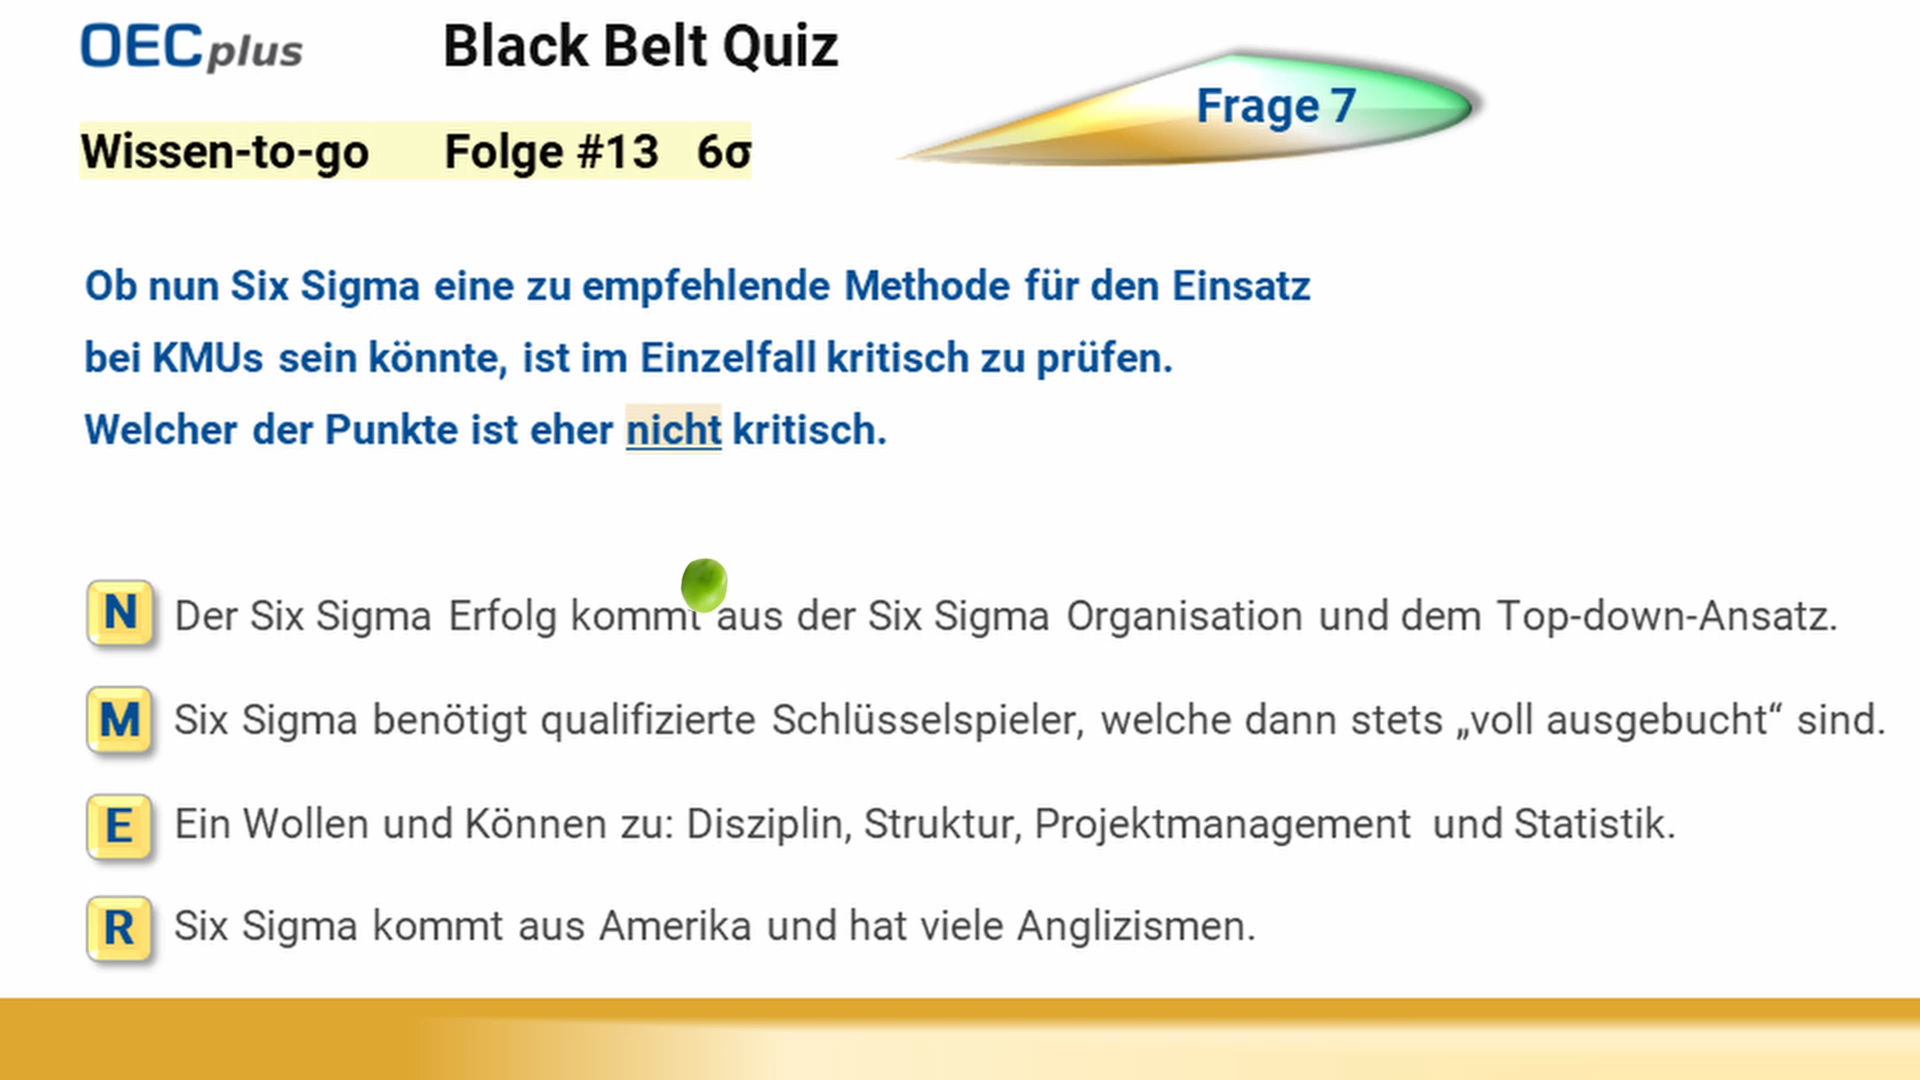 OECplus
Black Belt Quiz
Wissen-to-go Folge #13 6σ
Frage 7
Ob nun Six Sigma eine zu empfehlende Methode für den Einsatz
bei KMUs sein könnte, ist im Einzelfall kritisch zu prüfen.
Welcher der Punkte ist eher nicht kritisch.
N Der Six Sigma Erfolg kommt aus der Six Sigma Organisation und dem Top-down-Ansatz.
M Six Sigma benötigt qualifizierte Schlüsselspieler, welche dann stets „voll ausgebucht“ sind.
E Ein Wollen und Können zu: Disziplin, Struktur, Projektmanagement und Statistik.
R Six Sigma kommt aus Amerika und hat viele Anglizismen.